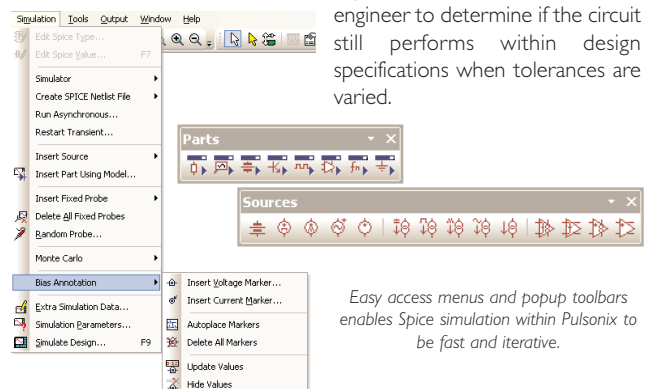 Simulation Tools Output Window Help
Edit Spice Type...
Edit Spice Value... F7
Simulator
Create SPICE Netlist File
Run Asynchronous...
Restart Transient...
Insert Source
Insert Part Using Model...
Insert Fixed Probe
Delete All Fixed Probes
Random Probe...
Monte Carlo
Bias Annotation
Extra Simulation Data...
Simulation Parameters...
Simulate Design... F9
Insert Voltage Marker...
Insert Current Marker...
Autoplace Markers
Delete All Markers
Update Values
Hide Values
engineer to determine if the circuit
still performs within design
specifications when tolerances are
varied.
Parts
Sources
Easy access menus and popup toolbars
enables Spice simulation within Pulsonix to
be fast and iterative.